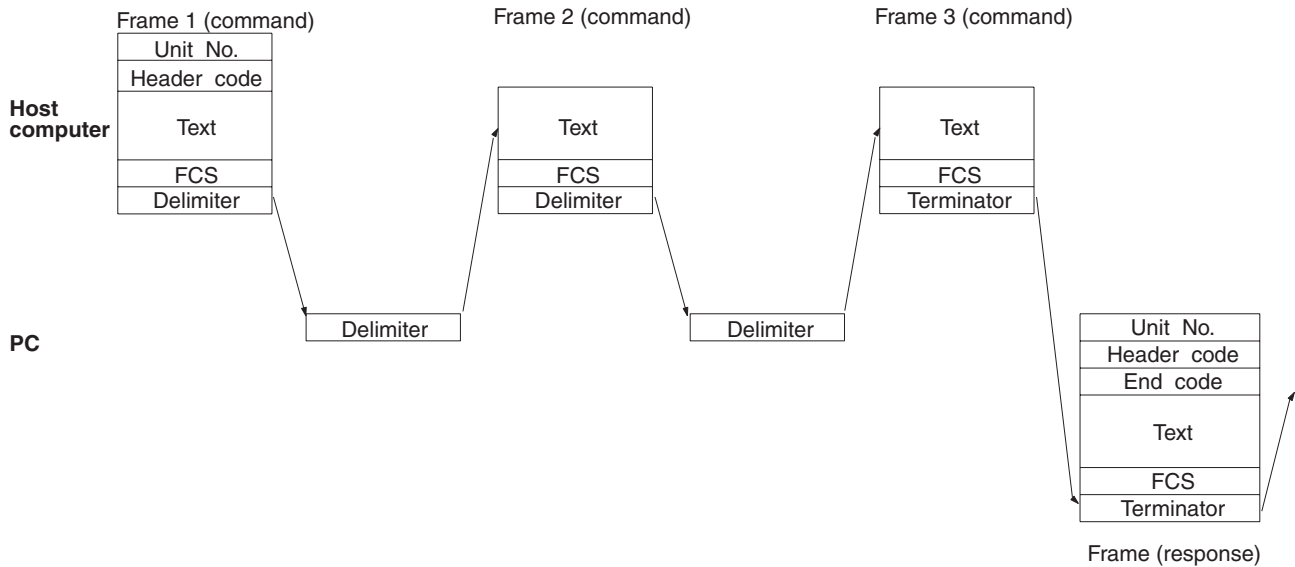 Frame 1 (command)
Unit No.
Header code
Text
FCS
Delimiter
Host
computer
Frame 2 (command)
Text
FCS
Delimiter
Frame 3 (command)
Text
FCS
Terminator
PC
Delimiter
Delimiter
Unit No.
Header code
End code
Text
FCS
Terminator
Frame (response)